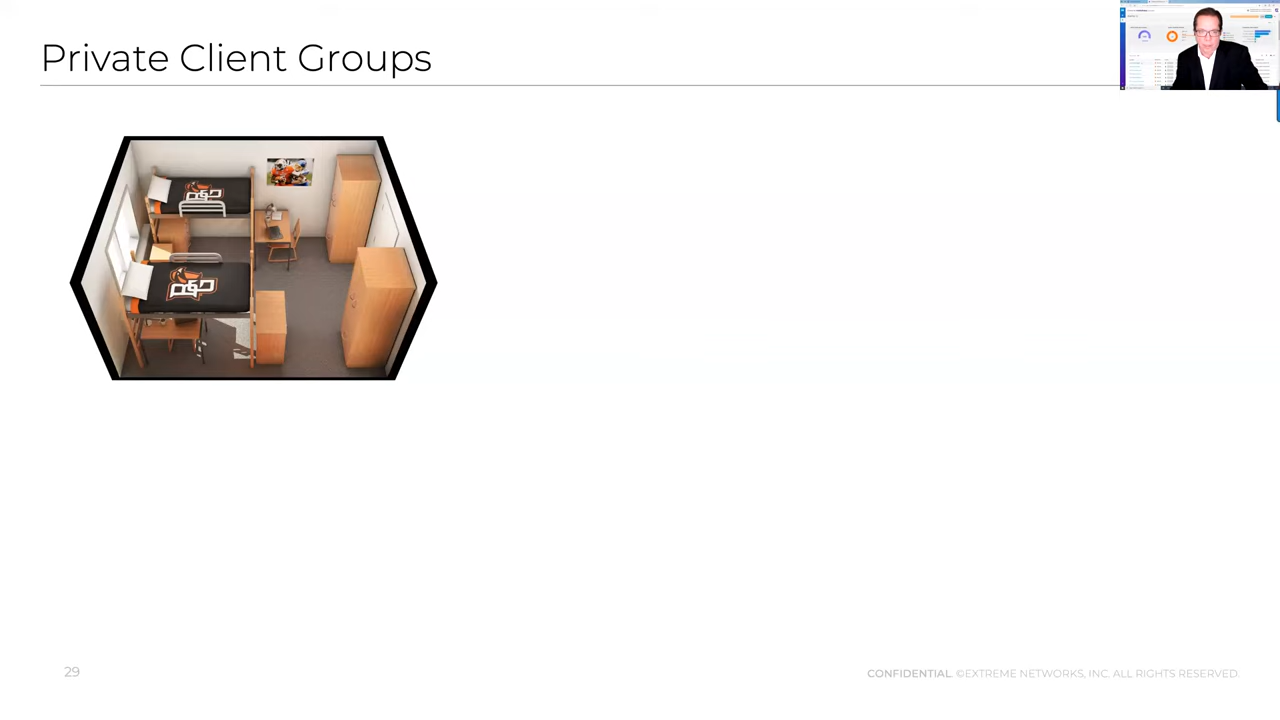 Private Client Groups
29
CONFIDENTIAL. ©EXTREME NETWORKS, INC. ALL RIGHTS RESERVED.